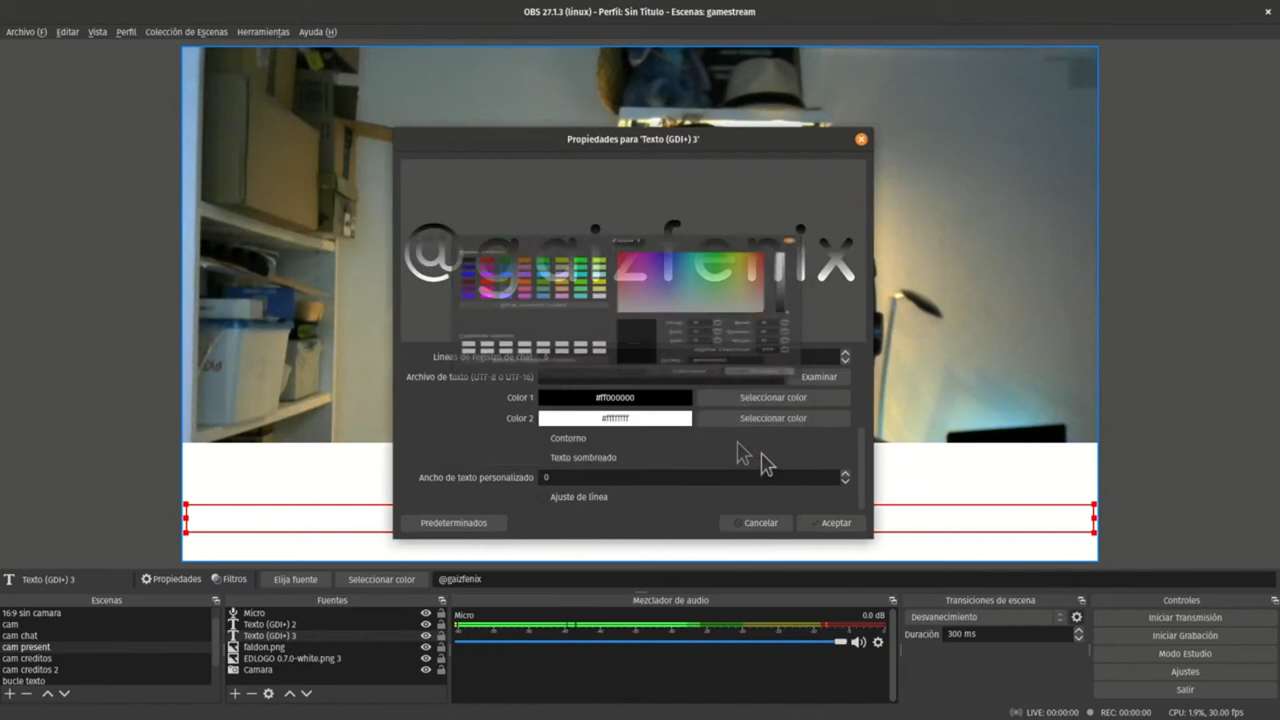 OBS 27.1.3 (linux) - Perfil: Sin Título - Escenas: gamestream
Archivo (F) Editar Vista Perfil Colección de Escenas Herramientas Ayuda (H)
Propiedades para 'Texto (GDI+) 3'
@gaizfenix
Líneas de registro de chat 6
Archivo de texto (UTF-8 o UTF-16) Examinar
Color 1 #ff000000 Seleccionar color
Color 2 #ffffffff Seleccionar color
Contorno
Texto sombreado
Ancho de texto personalizado 0
Ajuste de línea
Predeterminados Cancelar Aceptar
Texto (GDI+) 3 Propiedades Filtros Elija fuente Seleccionar color @gaizfenix
Escenas
16:9 sin camara
cam
cam chat
cam present
cam creditos
cam creditos 2
bucle texto
Fuentes
Micro
Texto (GDI+) 2
Texto (GDI+) 3
faldon.png
EDLOGO 0.7.0-white.png 3
Camara
Mezclador de audio
Micro 0.0 dB
Transiciones de escena
Desvanecimiento
Duración 300 ms
Controles
Iniciar Transmisión
Iniciar Grabación
Modo Estudio
Ajustes
Salir
LIVE: 00:00:00 REC: 00:00:00 CPU: 1.9%, 30.00 fps